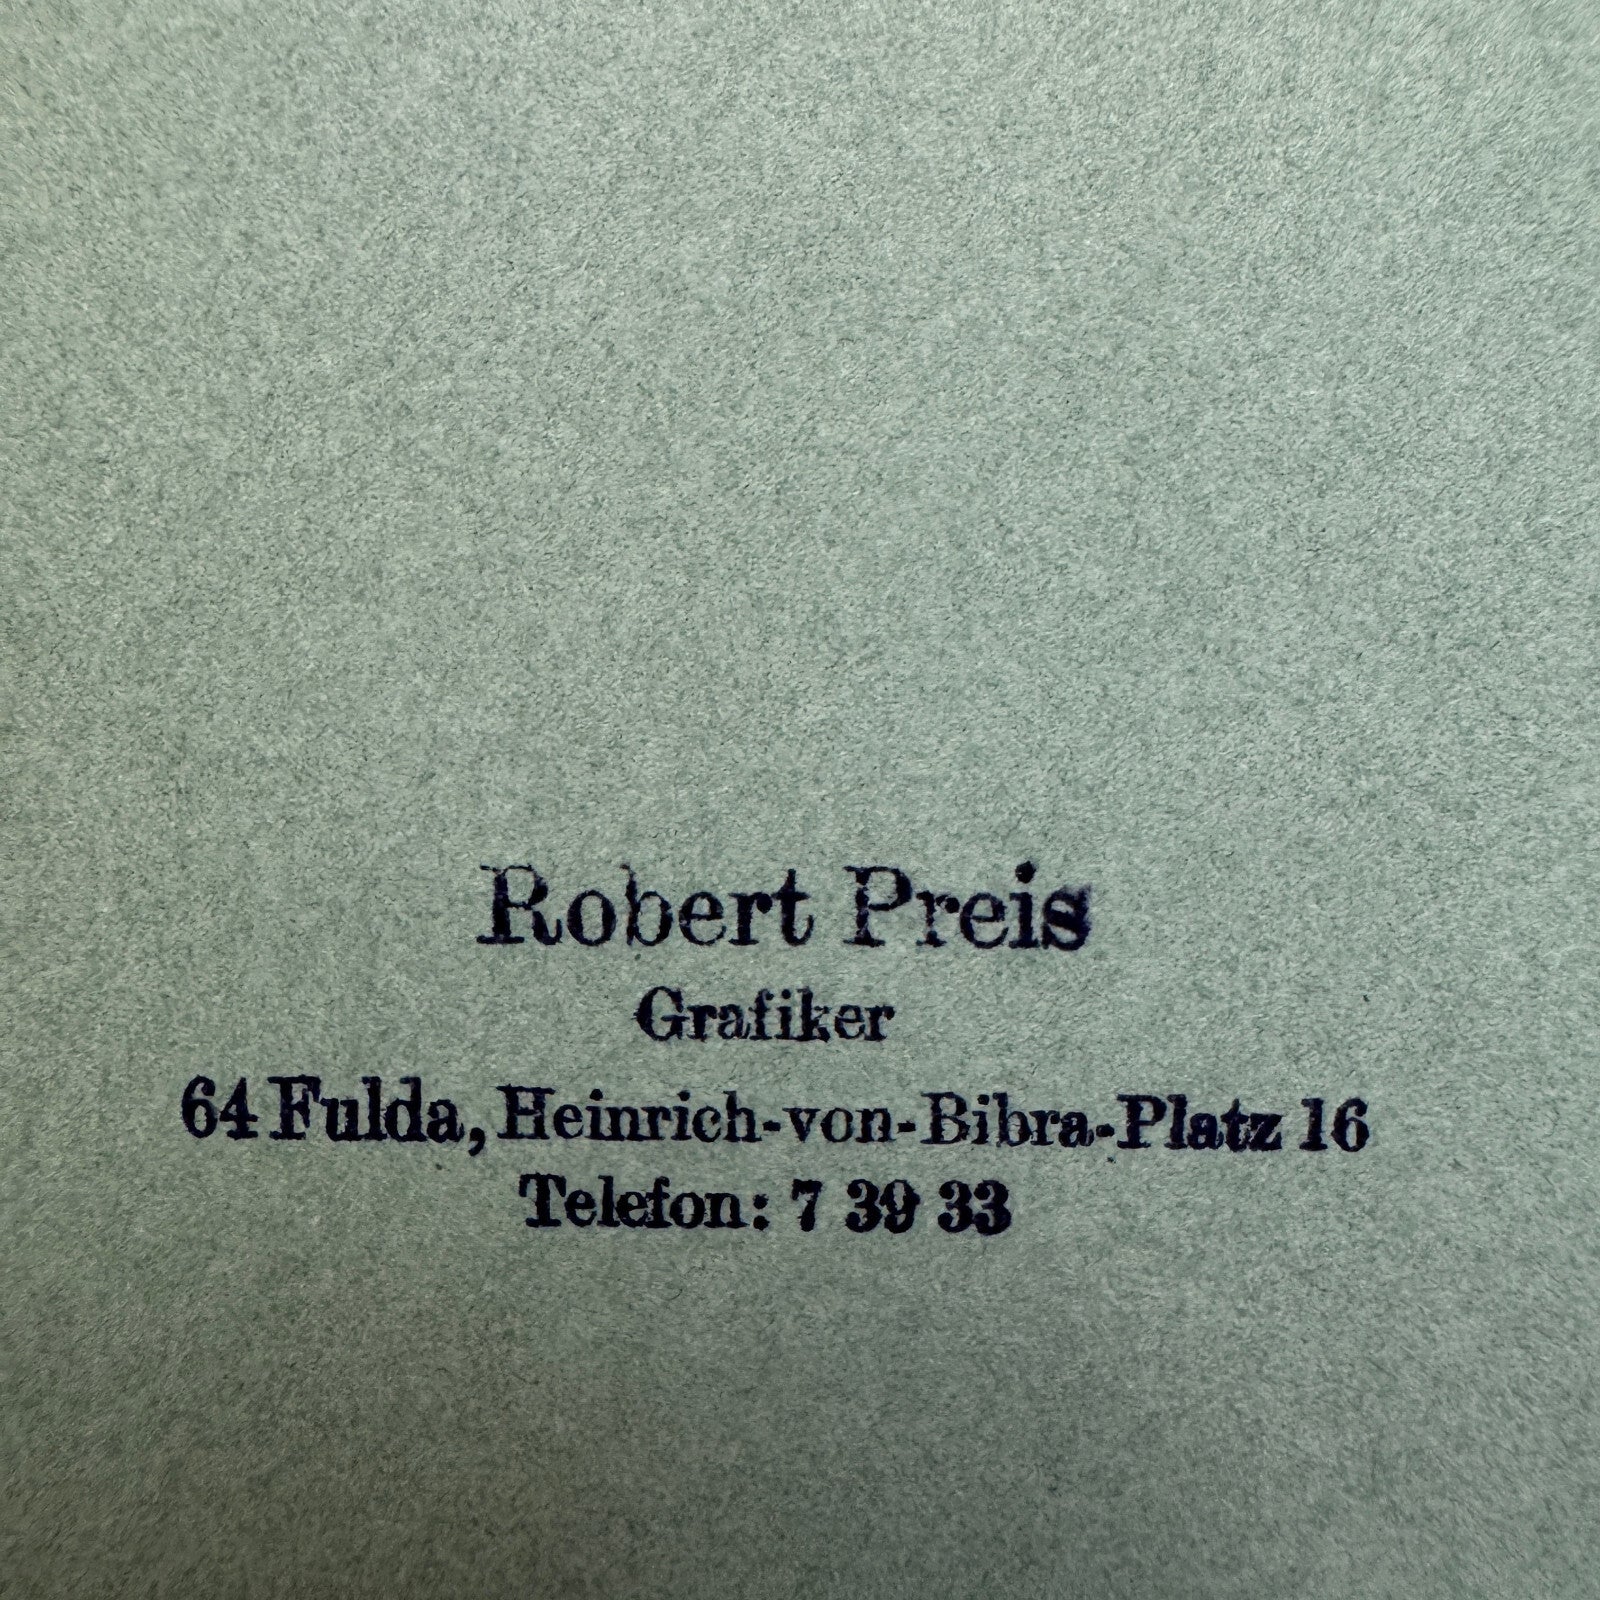 Robert Preis
Grafiker
64 Fulda, Heinrich-von-Bibra-Platz 16
Telefon: 7 39 33